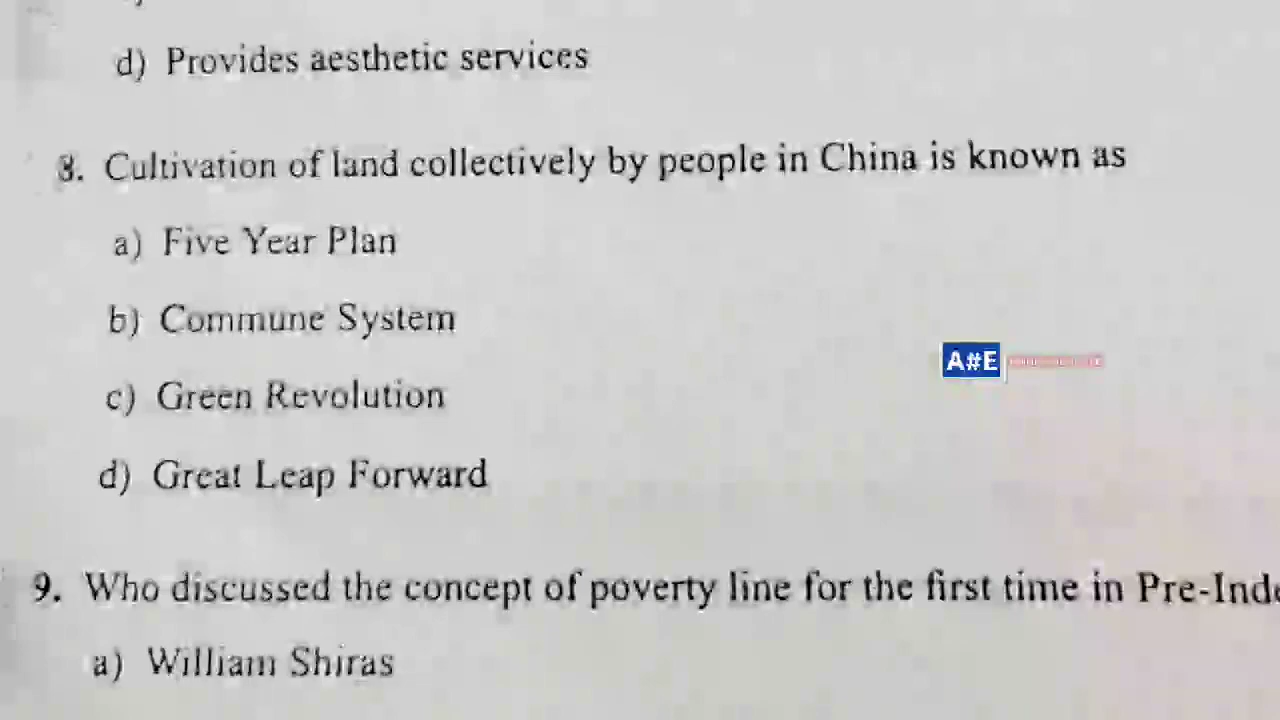 d) Provides aesthetic services
8. Cultivation of land collectively by people in China is known as
a) Five Year Plan
b) Commune System
A#E
c) Green Revolution
d) Great Leap Forward
9. Who discussed the concept of poverty line for the first time in Pre-Inde
a) William Shiras